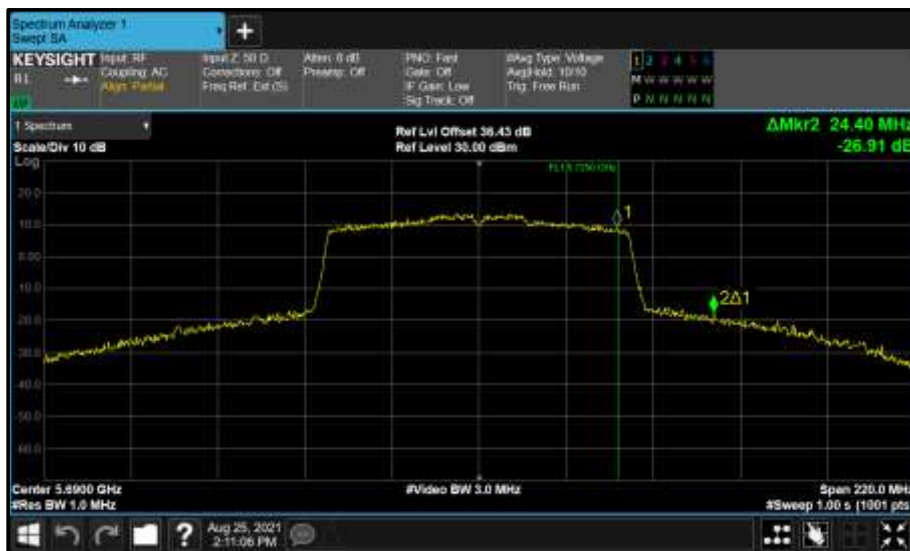 Spectrum Analyzer 1
Swept SA
+
KEYSIGHT
R L
Input: RF
Coupling: AC
Align: Partial
Input Z: 50 Ω
Corrections: Off
Freq Ref: Ext (S)
Atten: 6 dB
Preamp: Off
PNO: Fast
Gate: Off
IF Gain: Low
Sig Track: Off
#Avg Type: Voltage
Avg|Hold: 10/10
Trig: Free Run
1 2 3 4 5 6
M W W W W W
P N N N N N
1 Spectrum
Scale/Div 10 dB
Ref Lvl Offset 36.43 dB
Ref Level 30.00 dBm
ΔMkr2 24.40 MHz
-26.91 dB
Log
20.0
10.0
0.00
-10.0
-20.0
-30.0
-40.0
-50.0
-60.0
1
2Δ1
Center 5.6900 GHz
#Res BW 1.0 MHz
#Video BW 3.0 MHz
Span 220.0 MHz
#Sweep 1.00 s (1001 pts
?
Aug 25, 2021
2:11:06 PM